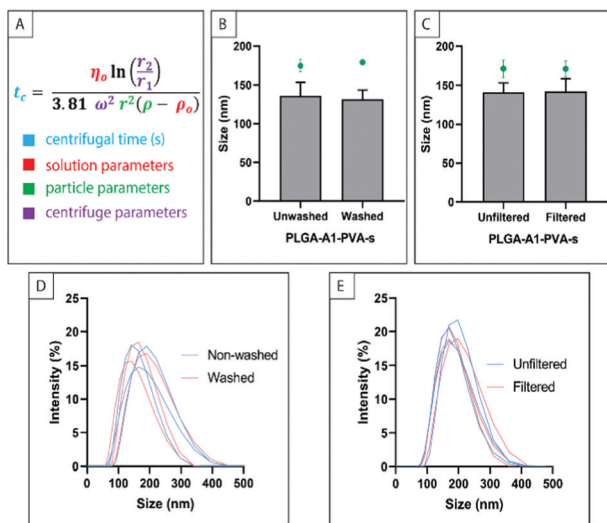 A
t_c = η_o ln(r_2/r_1) / 3.81 ω² r²(ρ − ρ_o)
centrifugal time (s)
solution parameters
particle parameters
centrifuge parameters
B
Size (nm)
200
150
100
50
0
Unwashed Washed
PLGA-A1-PVA-s
C
Size (nm)
200
150
100
50
0
Unfiltered Filtered
PLGA-A1-PVA-s
D
Intensity (%)
25
20
15
10
5
0
Non-washed
Washed
0 100 200 300 400 500
Size (nm)
E
Intensity (%)
25
20
15
10
5
0
Unfiltered
Filtered
0 100 200 300 400 500
Size (nm)